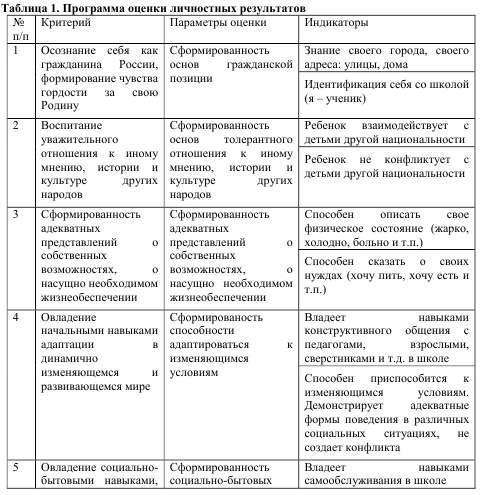 Таблица 1. Программа оценки личностных результатов
№ п/п
Критерий
Параметры оценки
Индикаторы
1
Осознание себя как
гражданина России,
формирование чувства
гордости за свою
Родину
Сформированность
основ гражданской
позиции
Знание своего города, своего
адреса: улицы, дома
Идентификация себя со школой
(я – ученик)
2
Воспитание
уважительного
отношения к иному
мнению, истории и
культуре других
народов
Сформированность
основ толерантного
отношения к иному
мнению, истории и
культуре других
народов
Ребенок взаимодействует с
детьми другой национальности
Ребенок не конфликтует с
детьми другой национальности
3
Сформированность
адекватных
представлений о
собственных
возможностях, о
насущно необходимом
жизнеобеспечении
Сформированность
адекватных
представлений о
собственных
возможностях, о
насущно необходимом
жизнеобеспечении
Способен описать свое
физическое состояние (жарко,
холодно, больно и т.п.)
Способен сказать о своих
нуждах (хочу пить, хочу есть и
т.п.)
4
Овладение
начальными навыками
адаптации в
динамично
изменяющемся и
развивающемся мире
Сформированость
способности
адаптироваться к
изменяющимся
условиям
Владеет навыками
конструктивного общения с
педагогами, взрослыми,
сверстниками и т.д. в школе
Способен приспособится к
изменяющимся условиям.
Демонстрирует адекватные
формы поведения в различных
социальных ситуациях, не
создает конфликта
5
Овладение социально-
бытовыми навыками,
Сформированность
социально-бытовых
Владеет навыками
самообслуживания в школе